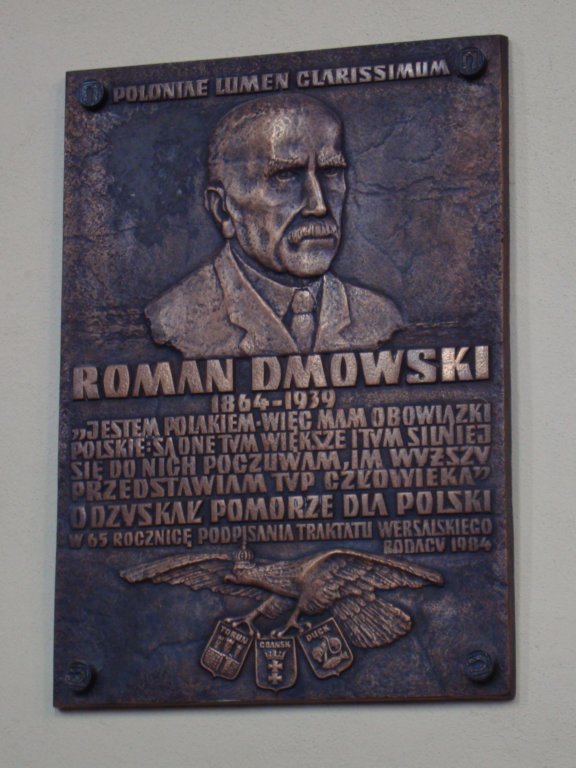 POLONIAE LUMEN CLARISSIMUM
ROMAN DMOWSKI
1864-1939
„JESTEM POLAKIEM-WIĘC MAM OBOWIĄZKI
POLSKIE: SĄ ONE TYM WIĘKSZE I TYM SILNIEJ
SIĘ DO NICH POCZUWAM, IM WYŻSZY
PRZEDSTAWIAM TYP CZŁOWIEKA"
ODZYSKAŁ POMORZE DLA POLSKI
W 65 ROCZNICĘ PODPISANIA TRAKTATU WERSALSKIEGO
RODACY 1984
TORUŃ GDAŃSK PUCK